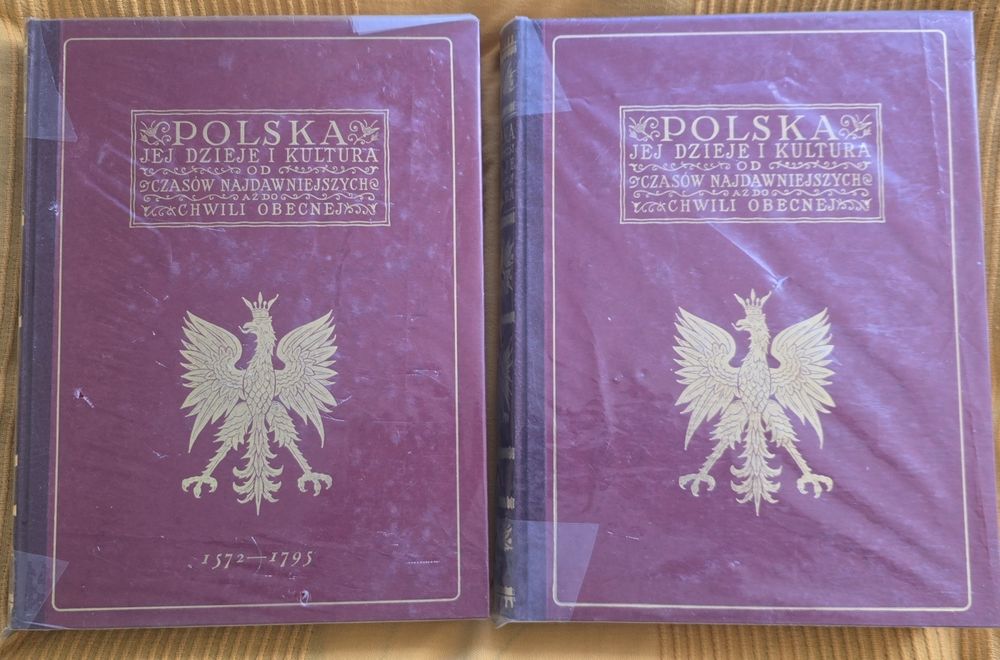 POLSKA
JEJ DZIEJE I KULTURA
OD
CZASÓW NAJDAWNIEJSZYCH
AŻ DO
CHWILI OBECNEJ
1572—1795
POLSKA
JEJ DZIEJE I KULTURA
OD
CZASÓW NAJDAWNIEJSZYCH
AŻ DO
CHWILI OBECNEJ